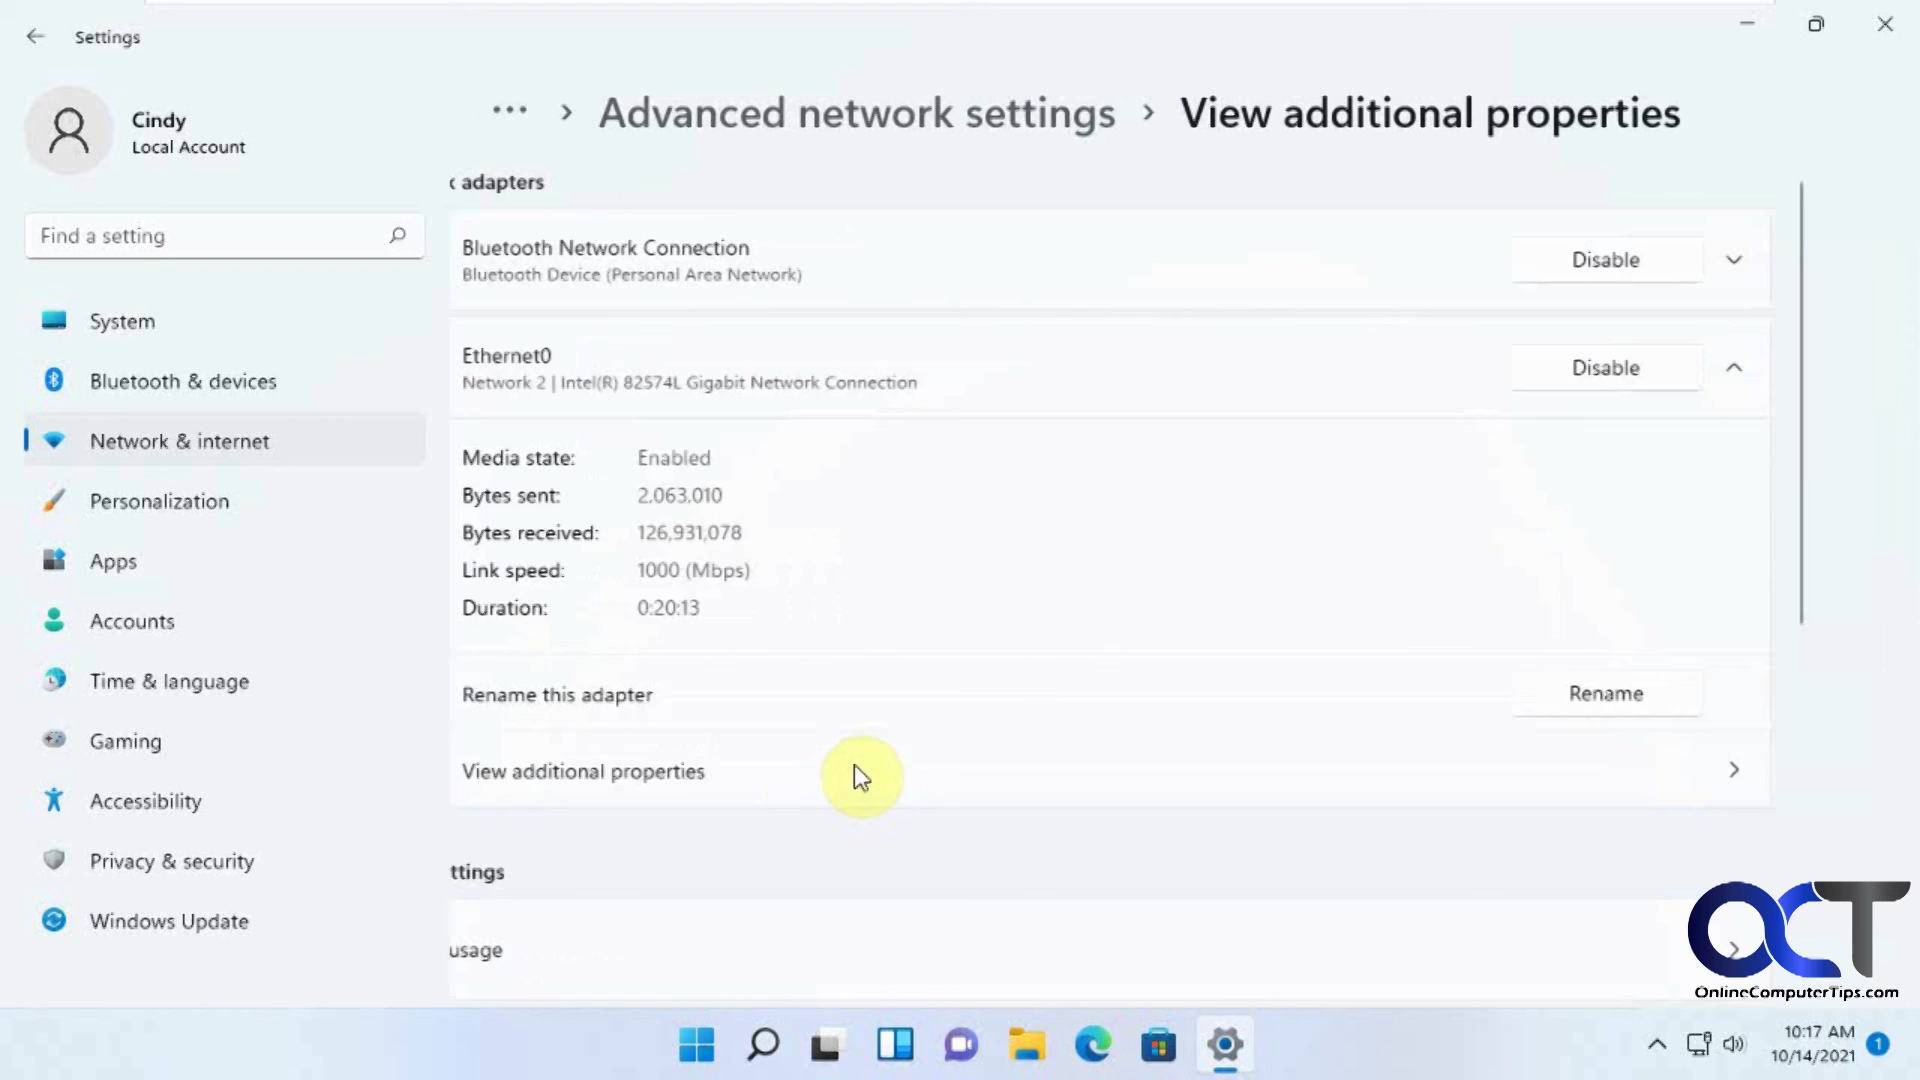 Settings
Cindy
Local Account
Find a setting
System
Bluetooth & devices
Network & internet
Personalization
Apps
Accounts
Time & language
Gaming
Accessibility
Privacy & security
Windows Update
··· > Advanced network settings > View additional properties
adapters
Bluetooth Network Connection
Bluetooth Device (Personal Area Network)
Disable
Ethernet0
Network 2 | Intel(R) 82574L Gigabit Network Connection
Disable
Media state: Enabled
Bytes sent: 2,063,010
Bytes received: 126,931,078
Link speed: 1000 (Mbps)
Duration: 0:20:13
Rename this adapter
Rename
View additional properties
ttings
usage
OCT
OnlineComputerTips.com
10:17 AM
10/14/2021
1